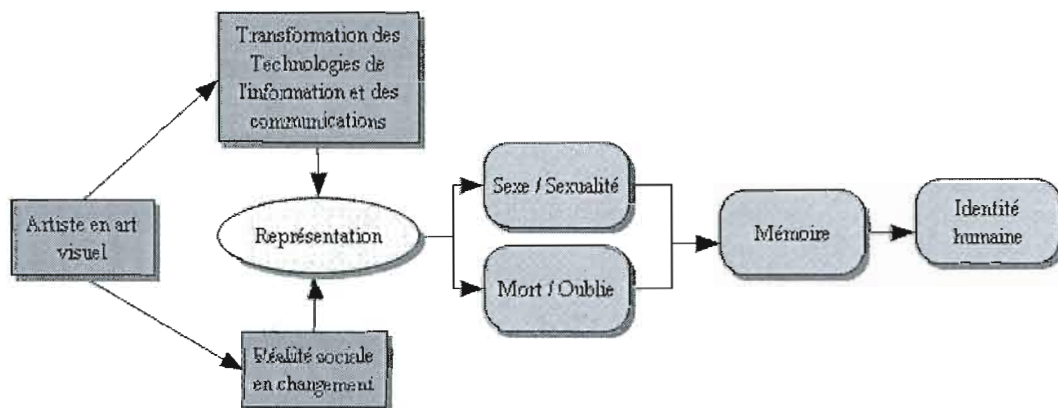 Transformation des
Technologies de
l'information et des
communications
Artiste en art
visuel
Représentation
Réalité sociale
en changement
Sexe / Sexualité
Mort / Oublie
Mémoire
Identité
humaine